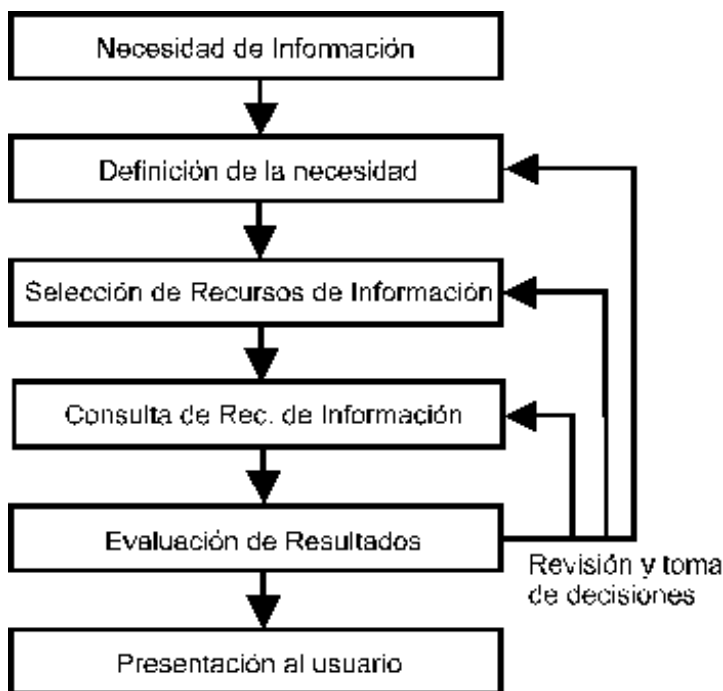 Necesidad de Información
Definición de la necesidad
Selección de Recursos de Información
Consulta de Rec. de Información
Evaluación de Resultados
Revisión y toma
de decisiones
Presentación al usuario